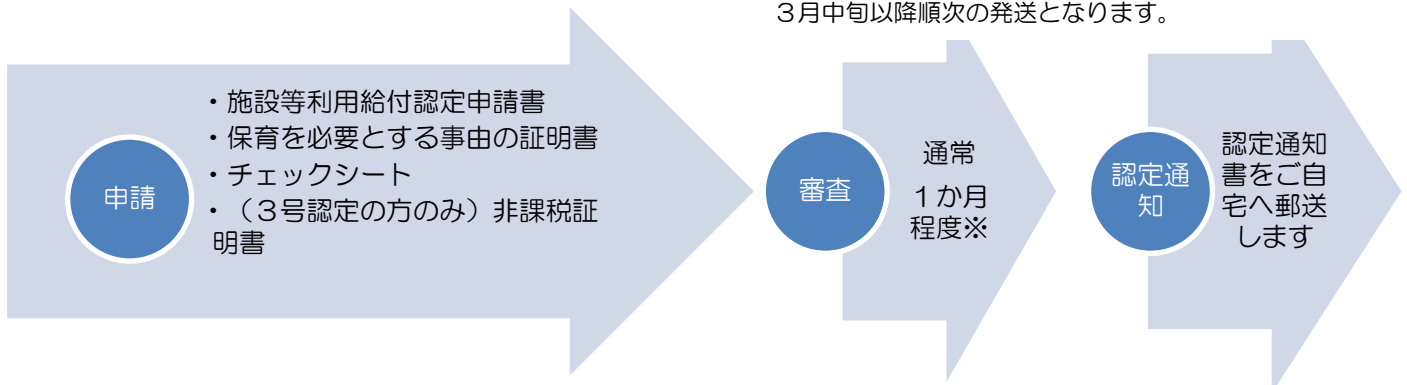 ３月中旬以降順次の発送となります。
申請
・施設等利用給付認定申請書
・保育を必要とする事由の証明書
・チェックシート
・（３号認定の方のみ）非課税証
明書
審査
通常
１か月
程度※
認定通
知
認定通知
書をご自
宅へ郵送
します